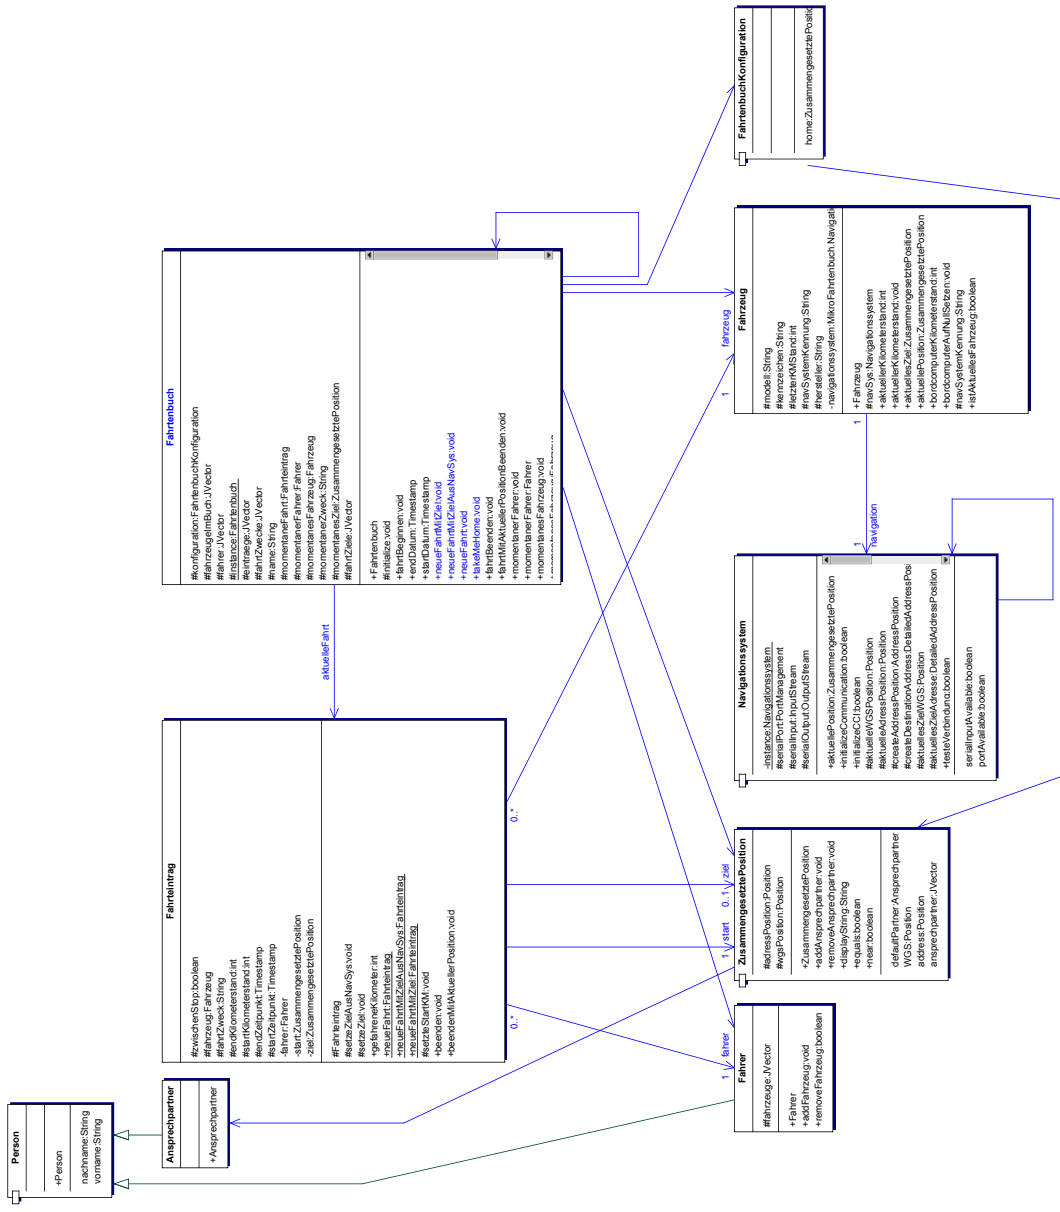 Person
+Person
nachname:String
vorname:String
Ansprechpartner
+Ansprechpartner
Fahrteintrag
#zwischenStop:boolean
#fahrzeug:Fahrzeug
#fahrtZweck:String
#endKilometerstand:int
#startKilometerstand:int
#endZeitpunkt:Timestamp
#startZeitpunkt:Timestamp
-fahrer:Fahrer
-start:ZusammengesetztePosition
-ziel:ZusammengesetztePosition
#Fahrteintrag
#setzeZielAusNavSys:void
#setzeZiel:void
+gefahreneKilometer:int
+neueFahrt:Fahrteintrag
+neueFahrtMitZielAusNavSys:Fahrteintrag
+neueFahrtMitZiel:Fahrteintrag
#setzteStartKM:void
+beenden:void
+beendenMitAktuellerPosition:void
aktuelleFahrt
Fahrtenbuch
#konfiguration:FahrtenbuchKonfiguration
#fahrzeugeImBuch:JVector
#fahrer:JVector
#instance:Fahrtenbuch
#eintraege:JVector
#fahrtZwecke:JVector
#name:String
#momentaneFahrt:Fahrteintrag
#momentanerFahrer:Fahrer
#momentanesFahrzeug:Fahrzeug
#momentanerZweck:String
#momentanesZiel:ZusammengesetztePosition
#fahrtZiele:JVector
+Fahrtenbuch
#initialize:void
+fahrtBeginnen:void
+endDatum:Timestamp
+startDatum:Timestamp
+neueFahrtMitZiel:void
+neueFahrtMitZielAusNavSys:void
+neueFahrt:void
+takeMeHome:void
+fahrtBeenden:void
+fahrtMitAktuellerPositionBeenden:void
+momentanerFahrer:void
+momentanerFahrer:Fahrer
+momentanesFahrzeug:void
+momentanesFahrzeug:Fahrzeug
0..*
0..*
1 fahrer
1 start
0..1 ziel
1 fahrzeug
Fahrer
#fahrzeuge:JVector
+Fahrer
+addFahrzeug:void
+removeFahrzeug:boolean
ZusammengesetztePosition
#adressPosition:Position
#wgsPosition:Position
+ZusammengesetztePosition
+addAnsprechpartner:void
+removeAnsprechpartner:void
+displayString:String
+equals:boolean
+near:boolean
defaultPartner:Ansprechpartner
WGS:Position
address:Position
ansprechpartner:JVector
Navigationssystem
-instance:Navigationssystem
#serialPort:PortManagement
#serialInput:InputStream
#serialOutput:OutputStream
+aktuellePosition:ZusammengesetztePosition
+initializeCommunication:boolean
+initializeCCI:boolean
#aktuelleWGSPosition:Position
#aktuelleAdressPosition:Position
#createAddressPosition:AddressPosition
#createDestinationAddress:DetailedAddressPosi
#aktuellesZielWGS:Position
#aktuellesZielAdresse:DetailedAddressPosition
+testeVerbindung:boolean
serialInputAvailable:boolean
portAvailable:boolean
1 navigation
1
Fahrzeug
#modell:String
#kennzeichen:String
#letzterKMStand:int
#navSystemKennung:String
#hersteller:String
-navigationssystem:MikroFahrtenbuch.Navigati
+Fahrzeug
#navSys:Navigationssystem
+aktuellerKilometerstand:int
+aktuellerKilometerstand:void
+aktuellesZiel:ZusammengesetztePosition
+aktuellePosition:ZusammengesetztePosition
+bordcomputerKilometerstand:int
+bordcomputerAufNullSetzen:void
#navSystemKennung:String
+istAktuellesFahrzeug:boolean
FahrtenbuchKonfiguration
home:ZusammengesetztePositio